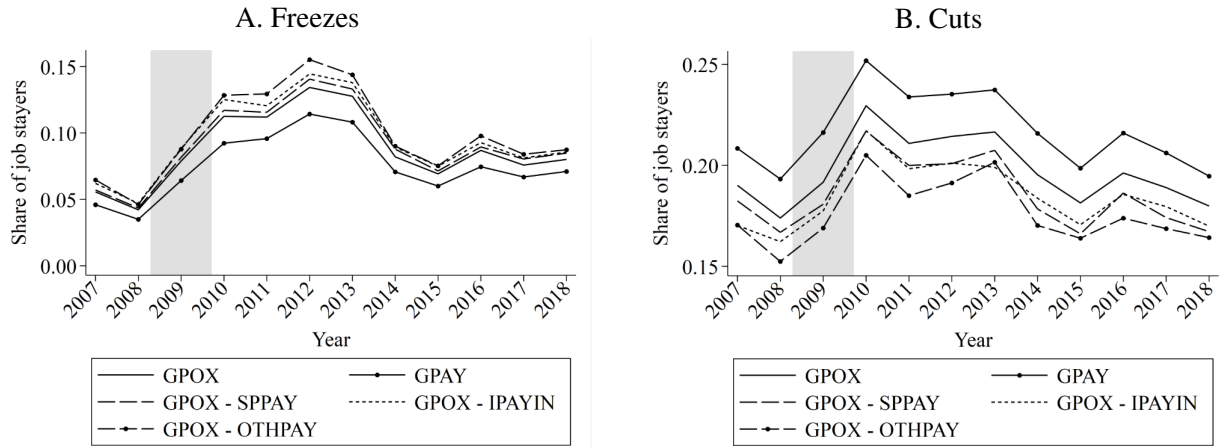 A. Freezes
Share of job stayers
0.15
0.10
0.05
0.00
2007 2008 2009 2010 2011 2012 2013 2014 2015 2016 2017 2018
Year
GPOX GPAY
GPOX - SPPAY GPOX - IPAYIN
GPOX - OTHPAY
B. Cuts
Share of job stayers
0.25
0.20
0.15
2007 2008 2009 2010 2011 2012 2013 2014 2015 2016 2017 2018
Year
GPOX GPAY
GPOX - SPPAY GPOX - IPAYIN
GPOX - OTHPAY